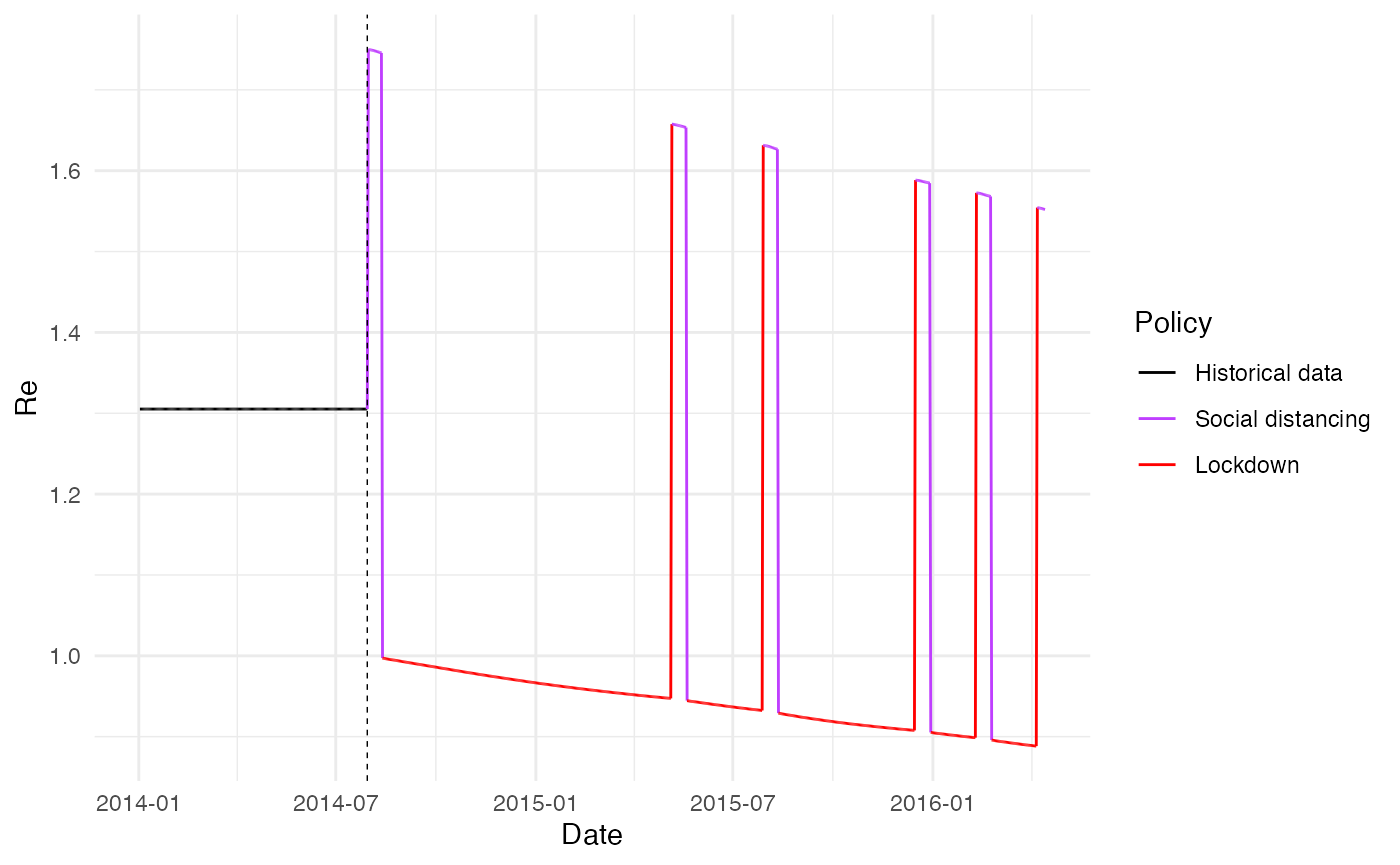 1.6
1.4
1.2
1.0
Re
2014-01
2014-07
2015-01
2015-07
2016-01
Date
Policy
Historical data
Social distancing
Lockdown